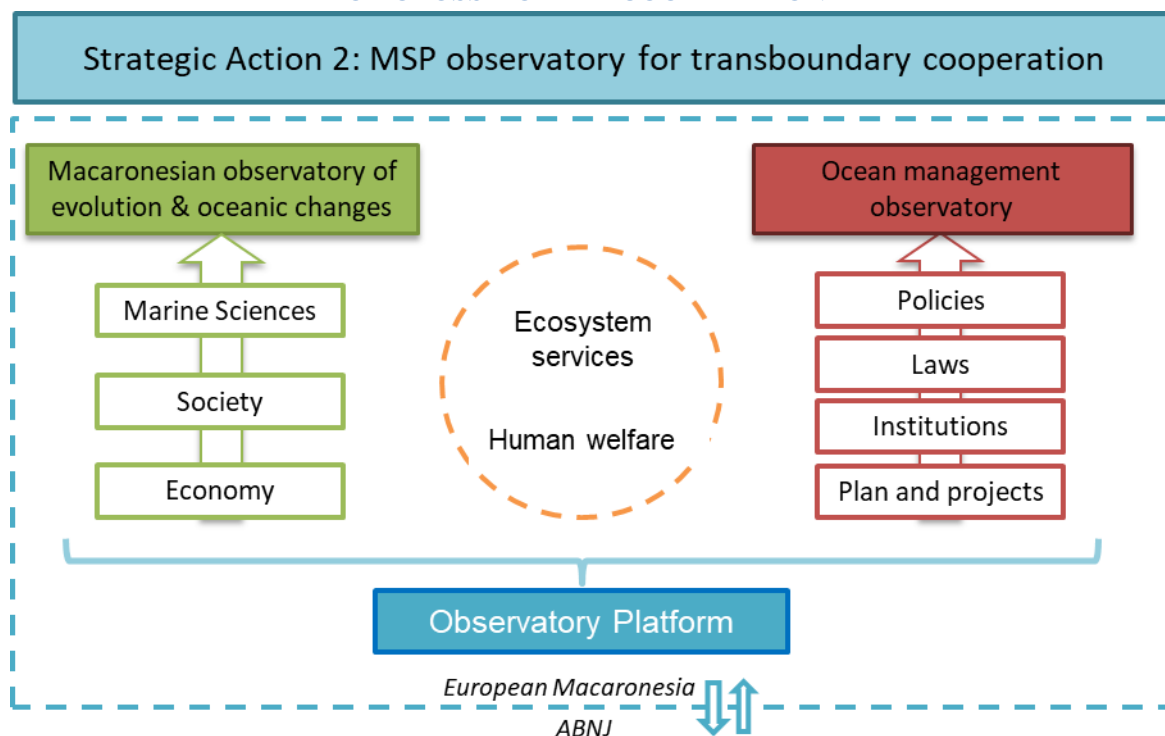 Strategic Action 2: MSP observatory for transboundary cooperation
Macaronesian observatory of
evolution & oceanic changes
Marine Sciences
Society
Economy
Ecosystem
services
Human welfare
Ocean management
observatory
Policies
Laws
Institutions
Plan and projects
Observatory Platform
European Macaronesia
ABNJ